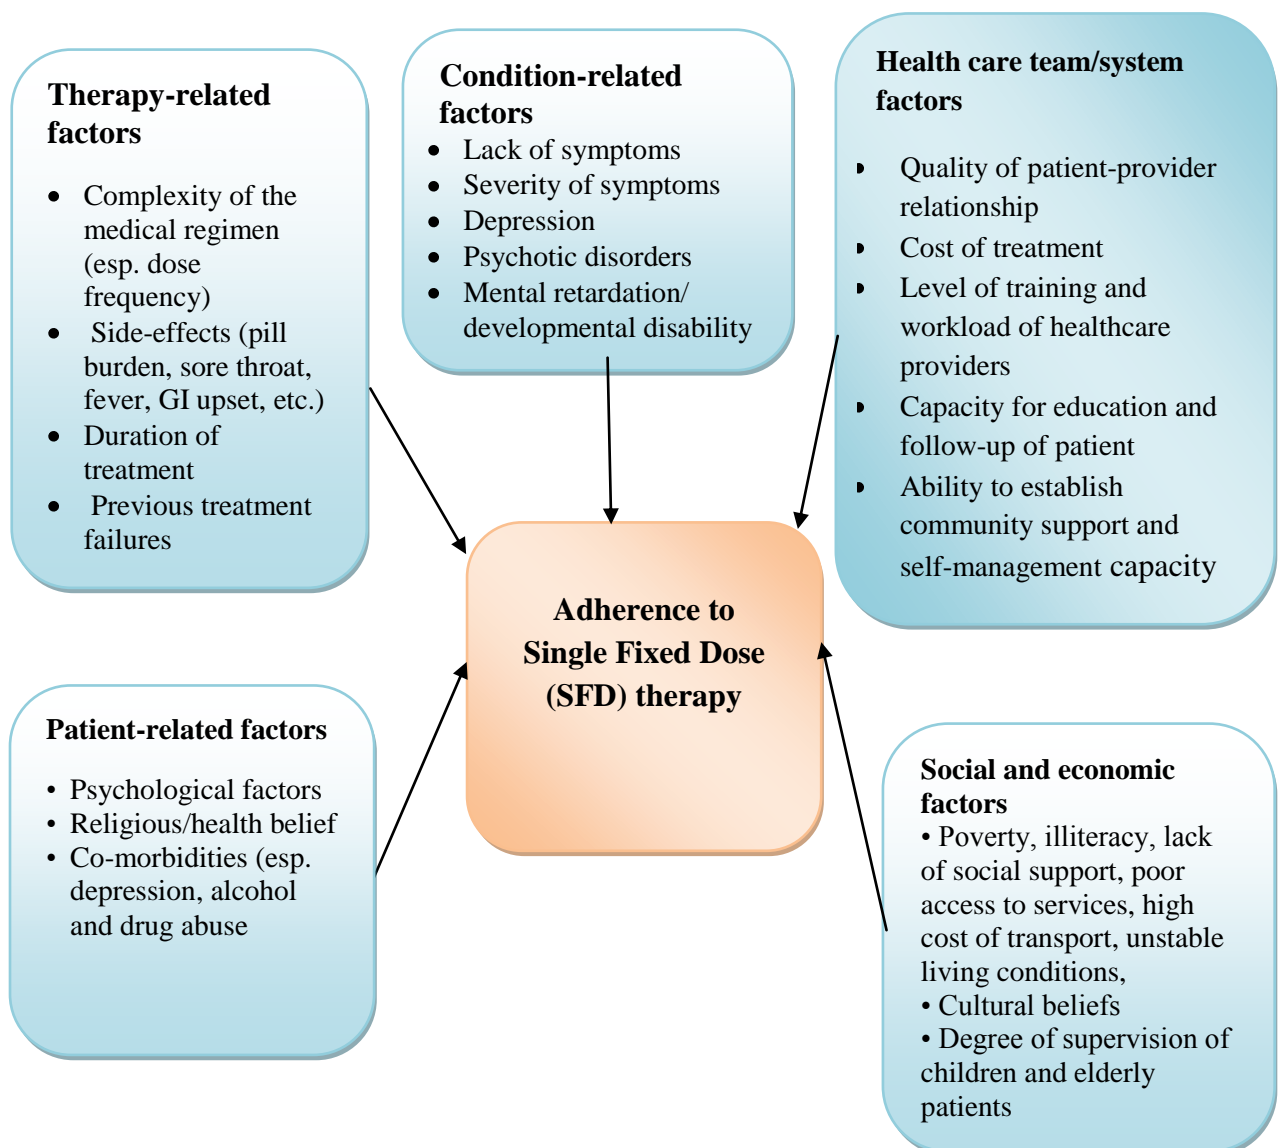 Therapy-related
factors
• Complexity of the
medical regimen
(esp. dose
frequency)
• Side-effects (pill
burden, sore throat,
fever, GI upset, etc.)
• Duration of
treatment
• Previous treatment
failures
Condition-related
factors
• Lack of symptoms
• Severity of symptoms
• Depression
• Psychotic disorders
• Mental retardation/
developmental disability
Health care team/system
factors
• Quality of patient-provider
relationship
• Cost of treatment
• Level of training and
workload of healthcare
providers
• Capacity for education and
follow-up of patient
• Ability to establish
community support and
self-management capacity
Adherence to
Single Fixed Dose
(SFD) therapy
Patient-related factors
• Psychological factors
• Religious/health belief
• Co-morbidities (esp.
depression, alcohol
and drug abuse
Social and economic
factors
• Poverty, illiteracy, lack
of social support, poor
access to services, high
cost of transport, unstable
living conditions,
• Cultural beliefs
• Degree of supervision of
children and elderly
patients